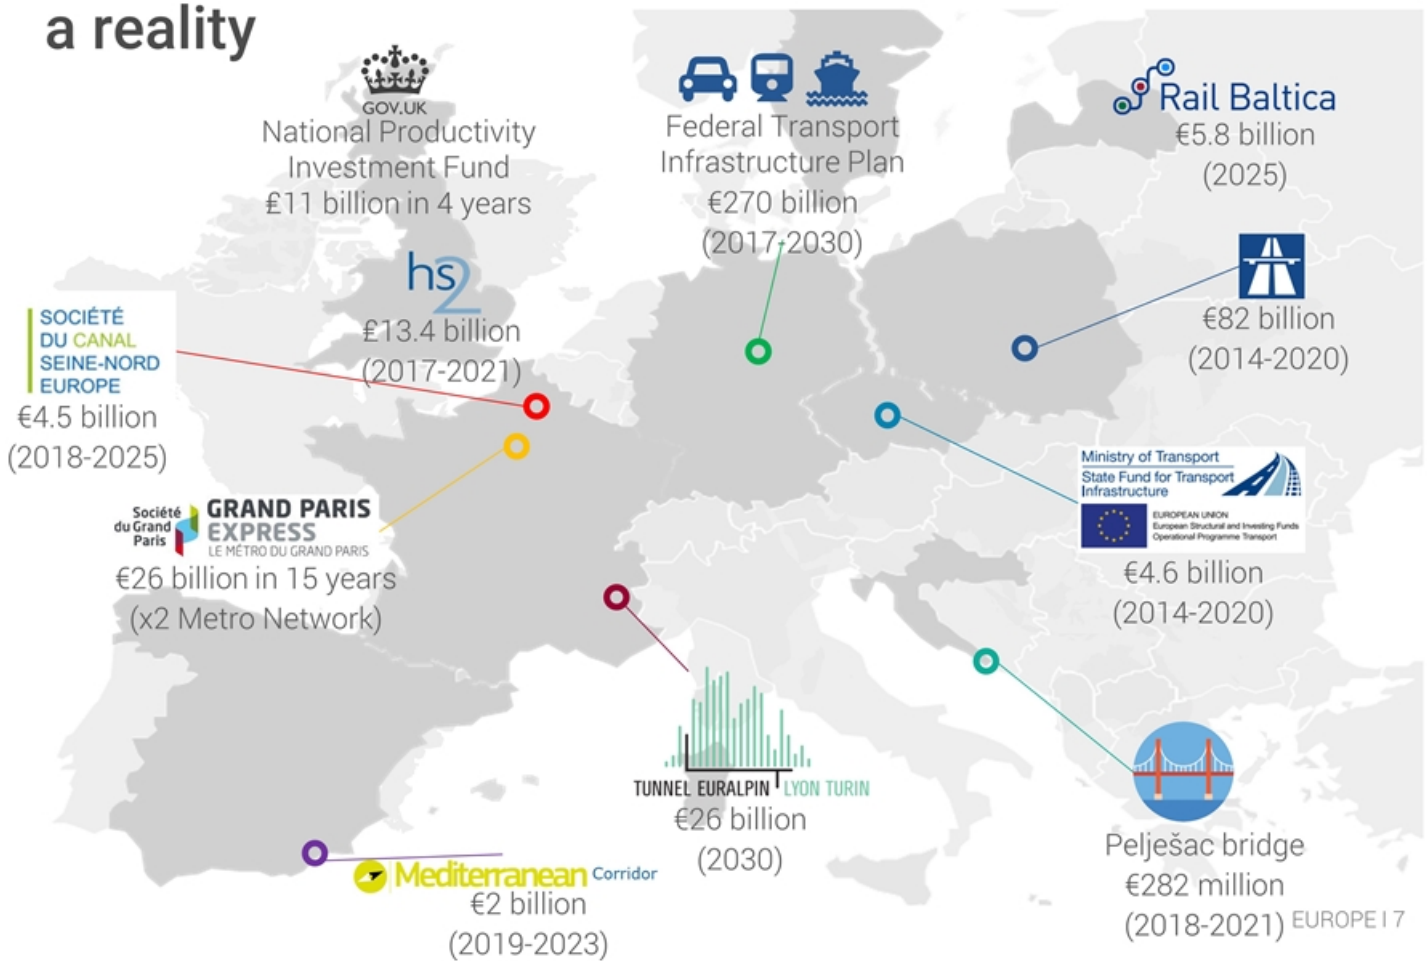 a reality
GOV.UK
National Productivity
Investment Fund
₤11 billion in 4 years
hs2
₤13.4 billion
(2017-2021)
Federal Transport
Infrastructure Plan
€270 billion
(2017-2030)
Rail Baltica
€5.8 billion
(2025)
€82 billion
(2014-2020)
SOCIÉTÉ
DU CANAL
SEINE-NORD
EUROPE
€4.5 billion
(2018-2025)
Société
du Grand
Paris
GRAND PARIS
EXPRESS
LE MÉTRO DU GRAND PARIS
€26 billion in 15 years
(x2 Metro Network)
Ministry of Transport
State Fund for Transport
Infrastructure
EUROPEAN UNION
European Structural and Investing Funds
Operational Programme Transport
€4.6 billion
(2014-2020)
TUNNEL EURALPIN LYON TURIN
€26 billion
(2030)
Mediterranean Corridor
€2 billion
(2019-2023)
Pelješac bridge
€282 million
(2018-2021)
EUROPE I 7